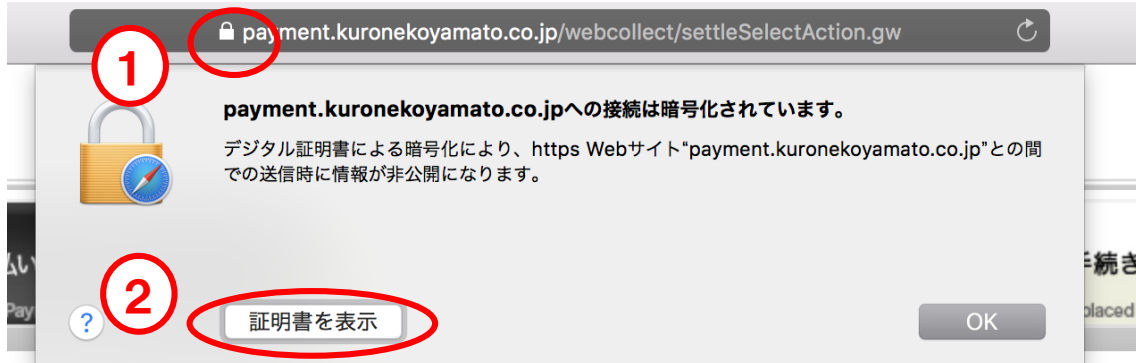 payment.kuronekoyamato.co.jp/webcollect/settleSelectAction.gw
1
payment.kuronekoyamato.co.jpへの接続は暗号化されています。
デジタル証明書による暗号化により、https Webサイト“payment.kuronekoyamato.co.jp”との間
での送信時に情報が非公開になります。
払い
手続き
Pay
placed
2
?
証明書を表示
OK